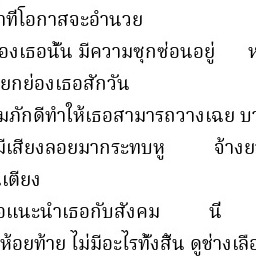 าที่โอกาสจะอำนวย
องเธอนั้น มีความซุกซ่อนอยู่ ห
ยกย่องเธอสักวัน
มภักดีทำให้เธอสามารถวางเฉย บา
มีเสียงลอยมากระทบหู จ้างย
เตียง
อแนะนำเธอกับสังคม นี
ห้อยท้าย ไม่มีอะไรทั้งสิ้น ดูช่างเลือ